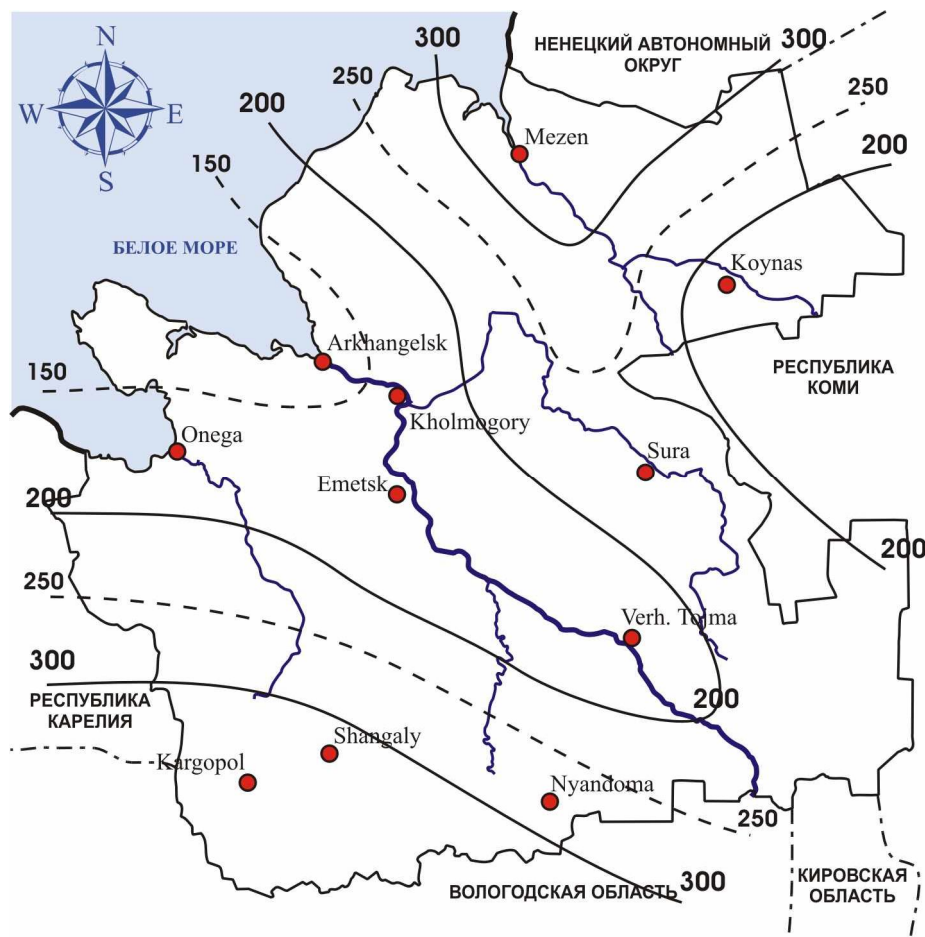 N
300
НЕНЕЦКИЙ АВТОНОМНЫЙ
ОКРУГ
300
250
250
200
W
E
Mezen
200
150
S
БЕЛОЕ МОРЕ
Koynas
Arkhangelsk
РЕСПУБЛИКА
КОМИ
150
Kholmogory
Onega
Sura
Emetsk
200
200
250
Verh. Tojma
300
РЕСПУБЛИКА
КАРЕЛИЯ
200
Shangaly
Kargopol
Nyandoma
250
300
ВОЛОГОДСКАЯ ОБЛАСТЬ
КИРОВСКАЯ
ОБЛАСТЬ